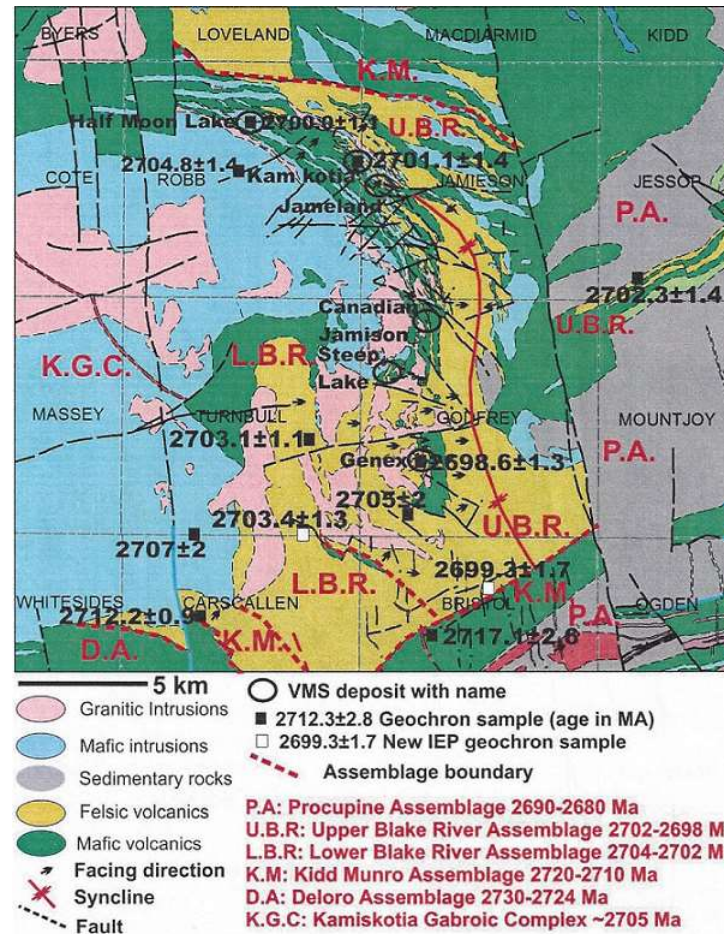 BYERS LOVELAND MACDIARMID KIDD
K.M.
Half Moon Lake 2700.0±1.1
U.B.R.
2704.8±1.4 2701.1±1.4
COTE ROBB Kam kotia JAMIESON JESSOP
Jameland P.A.
2702.3±1.4
Canadian
Jamison
U.B.R.
Steep
L.B.R.
K.G.C. Lake
MASSEY TURNBULL GODFREY MOUNTJOY
2703.1±1.1
P.A.
Genex 2698.6±1.3
2705±2
2703.4±1.3
U.B.R.
2707±2
2699.3±1.7
L.B.R.
K.M.
WHITESIDES CARSCALLEN BRISTOL OGDEN
2712.2±0.9
P.A.
K.M. 2717.1±2.6
D.A.
5 km
Granitic Intrusions
Mafic intrusions
Sedimentary rocks
Felsic volcanics
Mafic volcanics
Facing direction
Syncline
Fault
VMS deposit with name
2712.3±2.8 Geochron sample (age in MA)
2699.3±1.7 New IEP geochron sample
Assemblage boundary
P.A: Procupine Assemblage 2690-2680 Ma
U.B.R: Upper Blake River Assemblage 2702-2698 M
L.B.R: Lower Blake River Assemblage 2704-2702 M
K.M: Kidd Munro Assemblage 2720-2710 Ma
D.A: Deloro Assemblage 2730-2724 Ma
K.G.C: Kamiskotia Gabroic Complex ~2705 Ma